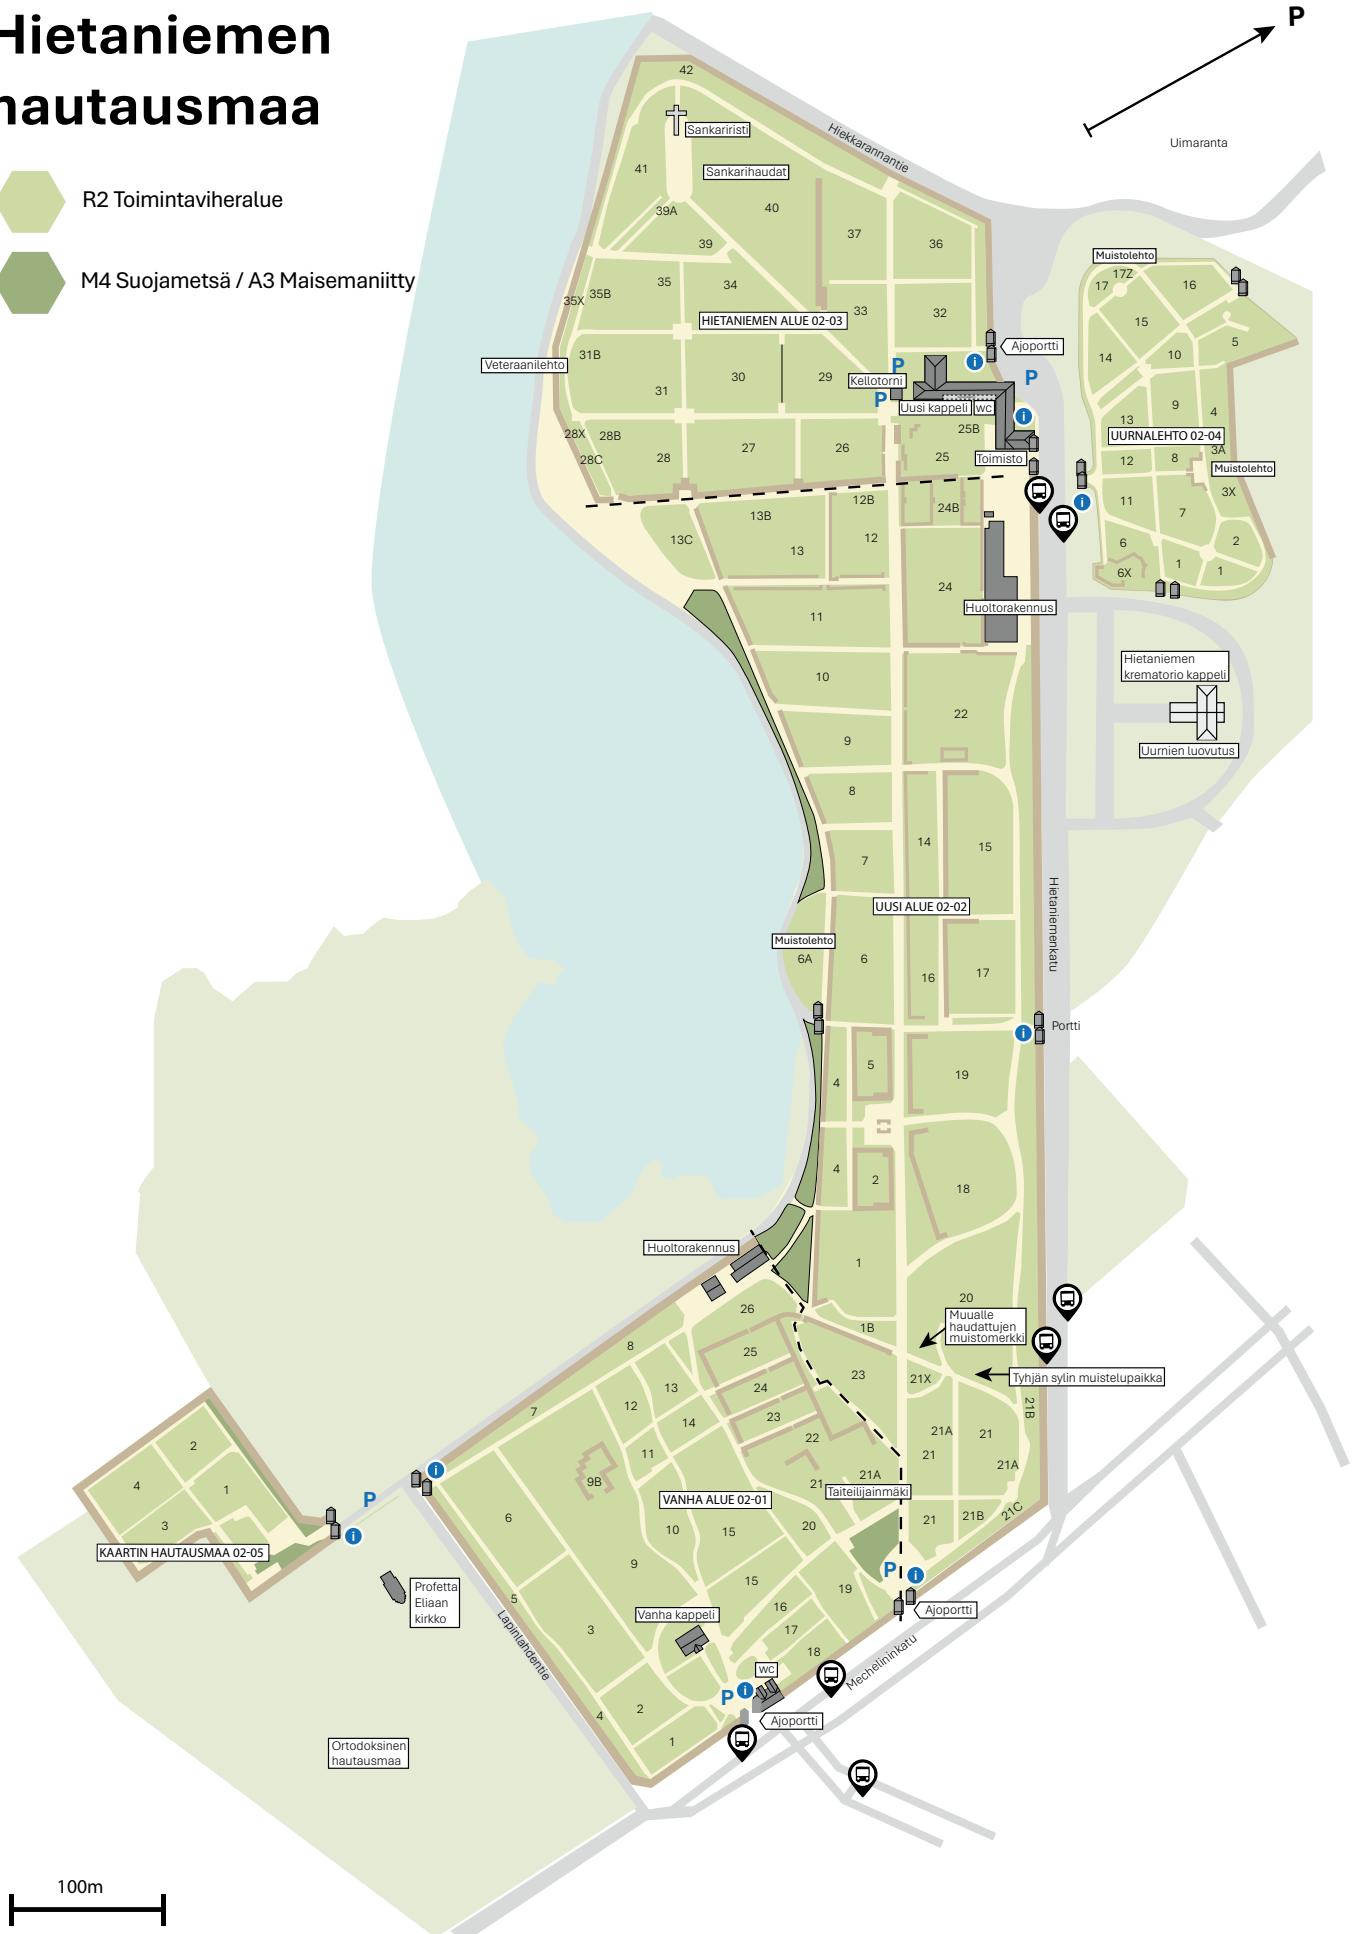 Hietaniemen
hautausmaa
R2 Toimintaviheralue
M4 Suojametsä / A3 Maisemaniitty
P
Uimaranta
Hiekkarannantie
42
Sankariristi
41
Sankarihaudat
39A
40
39
37
36
35
34
35X
35B
33
32
HIETANIEMEN ALUE 02-03
Ajoportti
i
Veteraanilehto
31B
31
30
29
P
Kellotorni
P
P
Uusi kappeli
wc
i
25B
28X
28B
28C
28
27
26
25
Toimisto
Muistolehto
17Z
17
16
15
5
14
10
9
4
13
UURNALEHTO 02-04
3A
12
8
Muistolehto
3X
11
7
i
6
2
6X
1
1
12B
24B
13B
13C
13
12
24
Huoltorakennus
11
10
22
9
8
14
15
7
UUSI ALUE 02-02
Muistolehto
6A
6
16
17
Hietaniemenkatu
Hietaniemen
krematorio kappeli
Uurnien luovutus
i
Portti
5
4
19
4
2
18
1
20
1B
Muualle
haudattujen
muistomerkki
Tyhjän sylin muistelupaikka
23
21X
21B
21A
21
21
21A
21
21B
21C
Huoltorakennus
26
8
25
13
24
12
7
14
23
22
11
9B
21
21A
Taiteilijainmäki
VANHA ALUE 02-01
6
10
15
20
9
P
i
15
19
5
16
Ajoportti
Vanha kappeli
17
3
18
wc
Mechelininkatu
P
i
2
4
Ajoportti
1
Lapinlahdentie
i
P
i
2
4
1
3
KAARTIN HAUTAUSMAA 02-05
Profetta
Eliaan
kirkko
Ortodoksinen
hautausmaa
100m